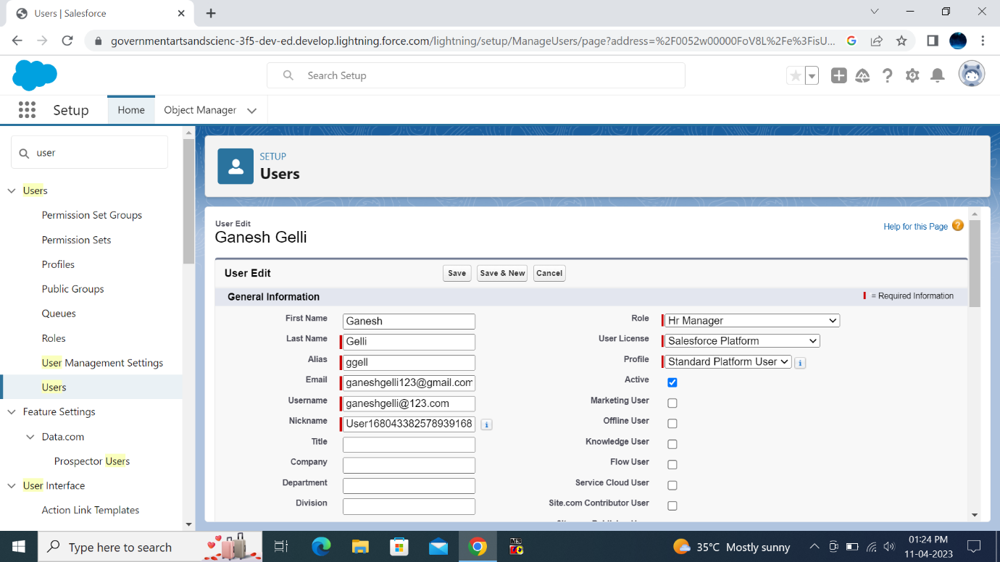 Users | Salesforce
governmentartsandscienc-3f5-dev-ed.develop.lightning.force.com/lightning/setup/ManageUsers/page?address=%2F0052w00000FoV8L%2Fe%3FisU...
Search Setup
Setup
Home
Object Manager
user
Users
Permission Set Groups
Permission Sets
Profiles
Public Groups
Queues
Roles
User Management Settings
Users
Feature Settings
Data.com
Prospector Users
User Interface
Action Link Templates
SETUP
Users
User Edit
Ganesh Gelli
Help for this Page
User Edit
Save
Save & New
Cancel
General Information
= Required Information
First Name Ganesh
Last Name Gelli
Alias ggell
Email ganeshgelli123@gmail.com
Username ganeshgelli@123.com
Nickname User168043382578939168
Title
Company
Department
Division
Role Hr Manager
User License Salesforce Platform
Profile Standard Platform User
Active
Marketing User
Offline User
Knowledge User
Flow User
Service Cloud User
Site.com Contributor User
Type here to search
35°C Mostly sunny
01:24 PM
11-04-2023